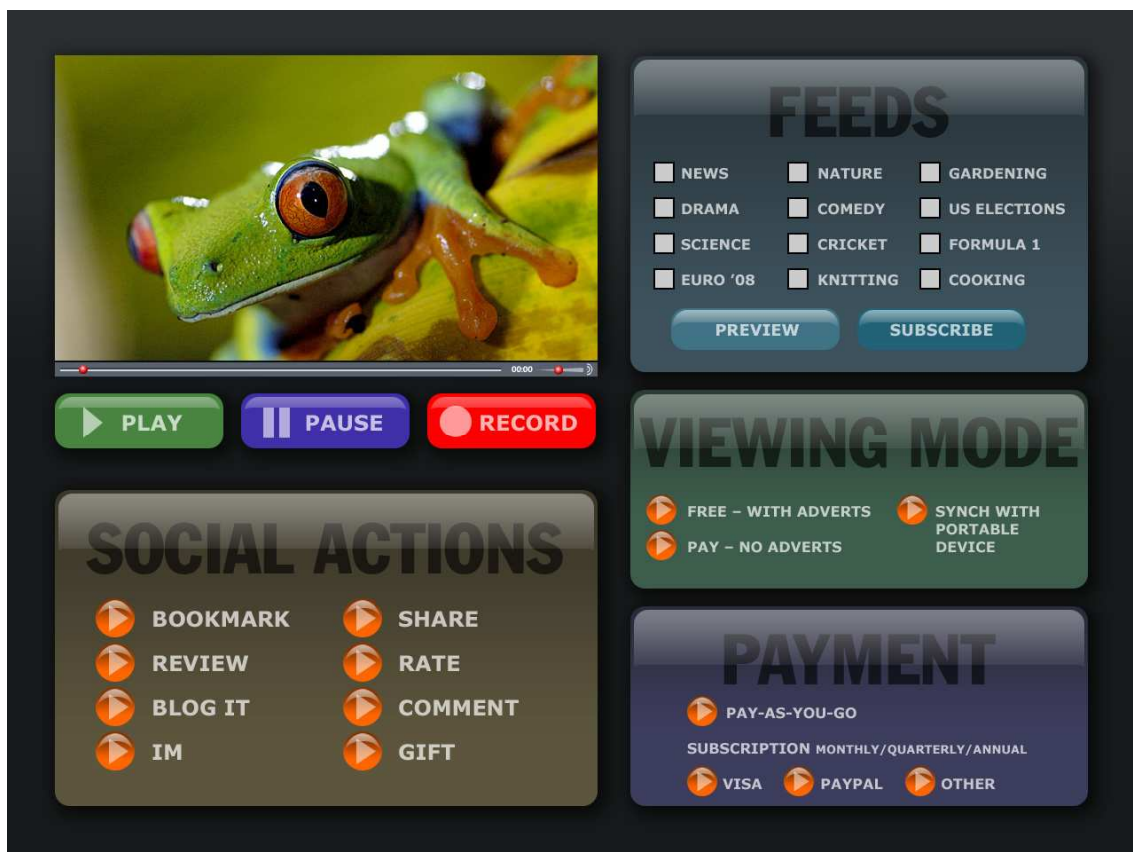 FEEDS
NEWS NATURE GARDENING
DRAMA COMEDY US ELECTIONS
SCIENCE CRICKET FORMULA 1
EURO ’08 KNITTING COOKING
PREVIEW SUBSCRIBE
00:00
PLAY PAUSE RECORD
VIEWING MODE
FREE – WITH ADVERTS
PAY – NO ADVERTS
SYNCH WITH
PORTABLE
DEVICE
SOCIAL ACTIONS
BOOKMARK SHARE
REVIEW RATE
BLOG IT COMMENT
IM GIFT
PAYMENT
PAY-AS-YOU-GO
SUBSCRIPTION MONTHLY/QUARTERLY/ANNUAL
VISA PAYPAL OTHER